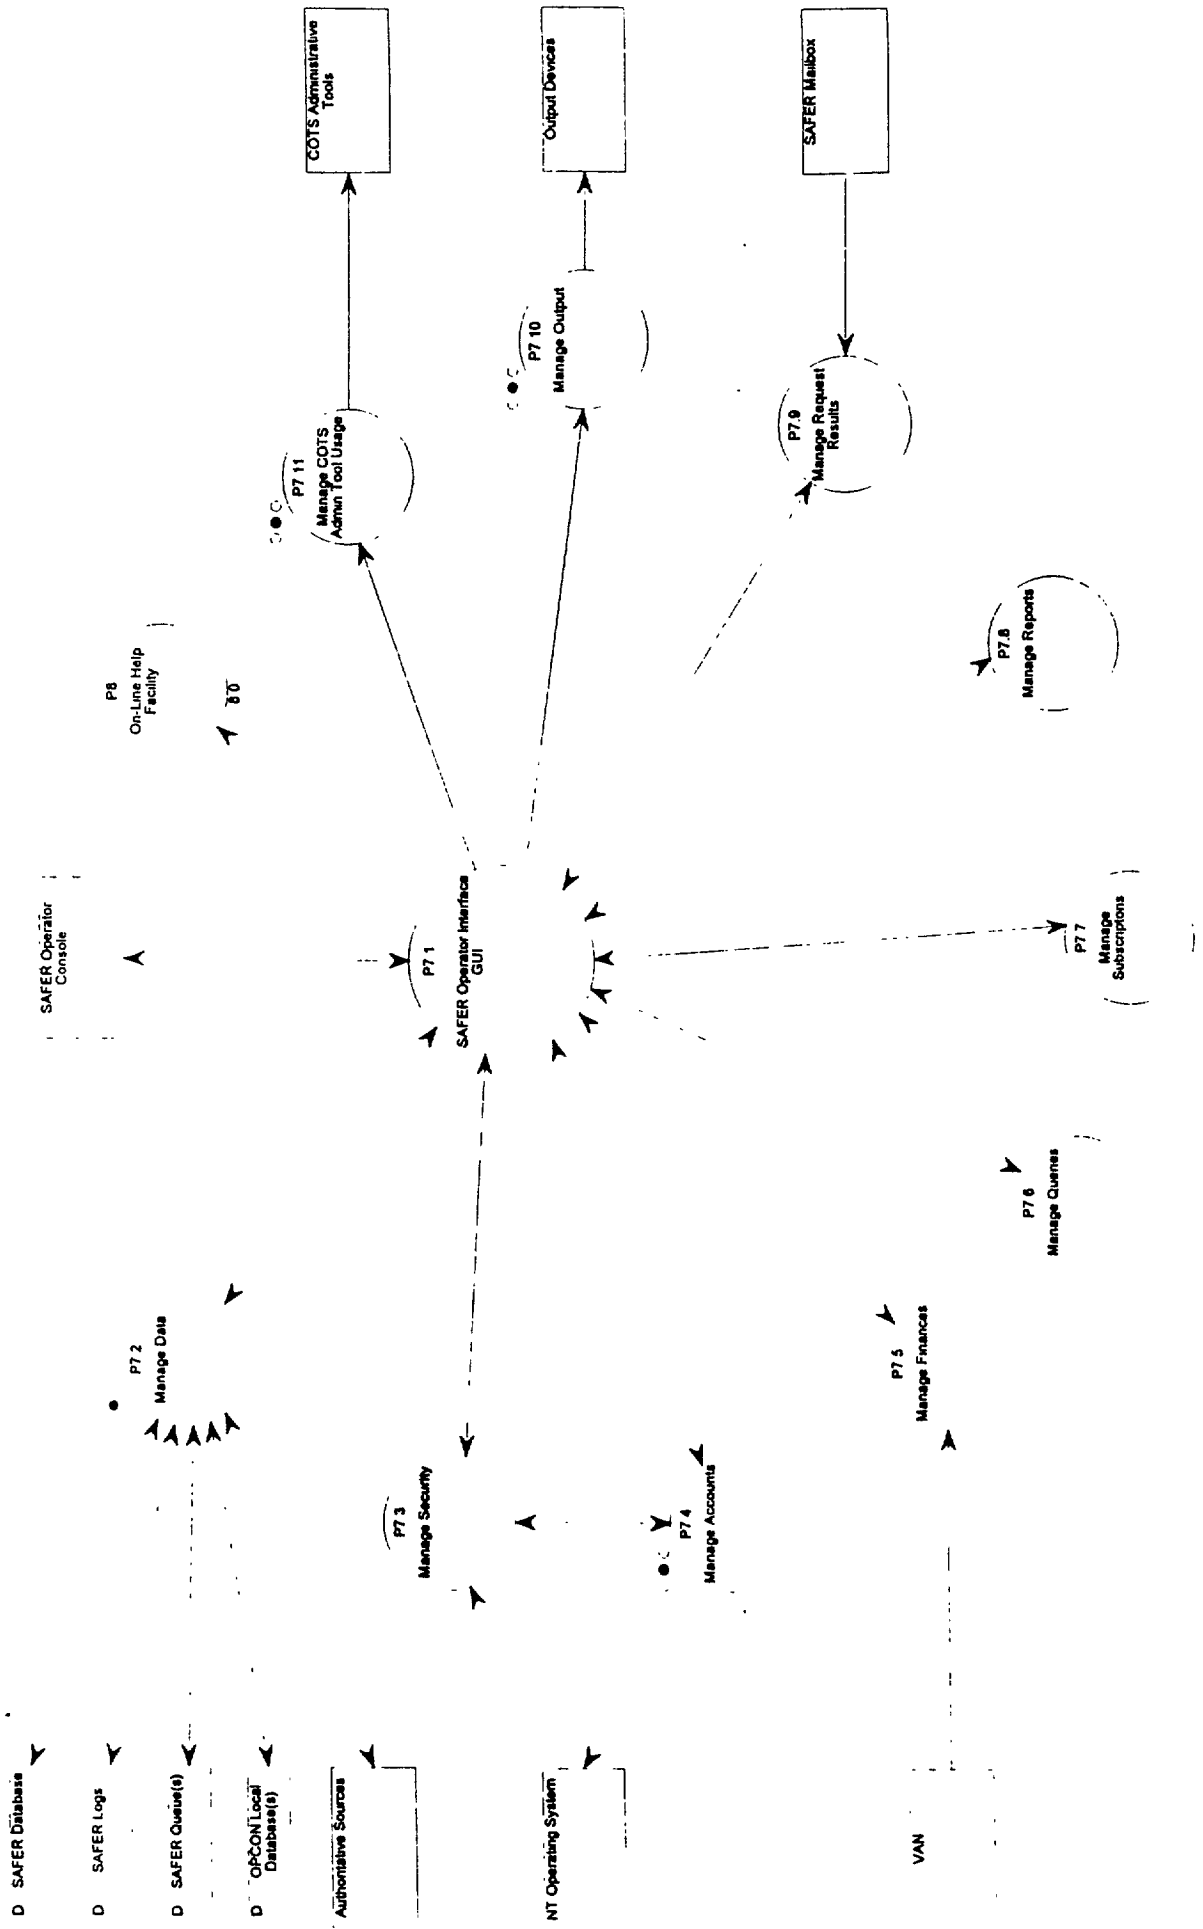 D SAFER Database
D SAFER Logs
D SAFER Queue(s)
D OPCON Local
Database(s)
Authoritative Sources
NT Operating System
VAN
P7 2
Manage Data
P7 3
Manage Security
P7 4
Manage Accounts
P7 5
Manage Finances
P7 6
Manage Queues
SAFER Operator
Console
P7 1
SAFER Operator Interface
GUI
P7 7
Manage
Subscriptions
P8
On-Line Help
Facility
P7.8
Manage Reports
P7 11
Manage COTS
Admin Tool Usage
P7 10
Manage Output
P7.9
Manage Request
Results
COTS Administrative
Tools
Output Devices
SAFER Mailbox